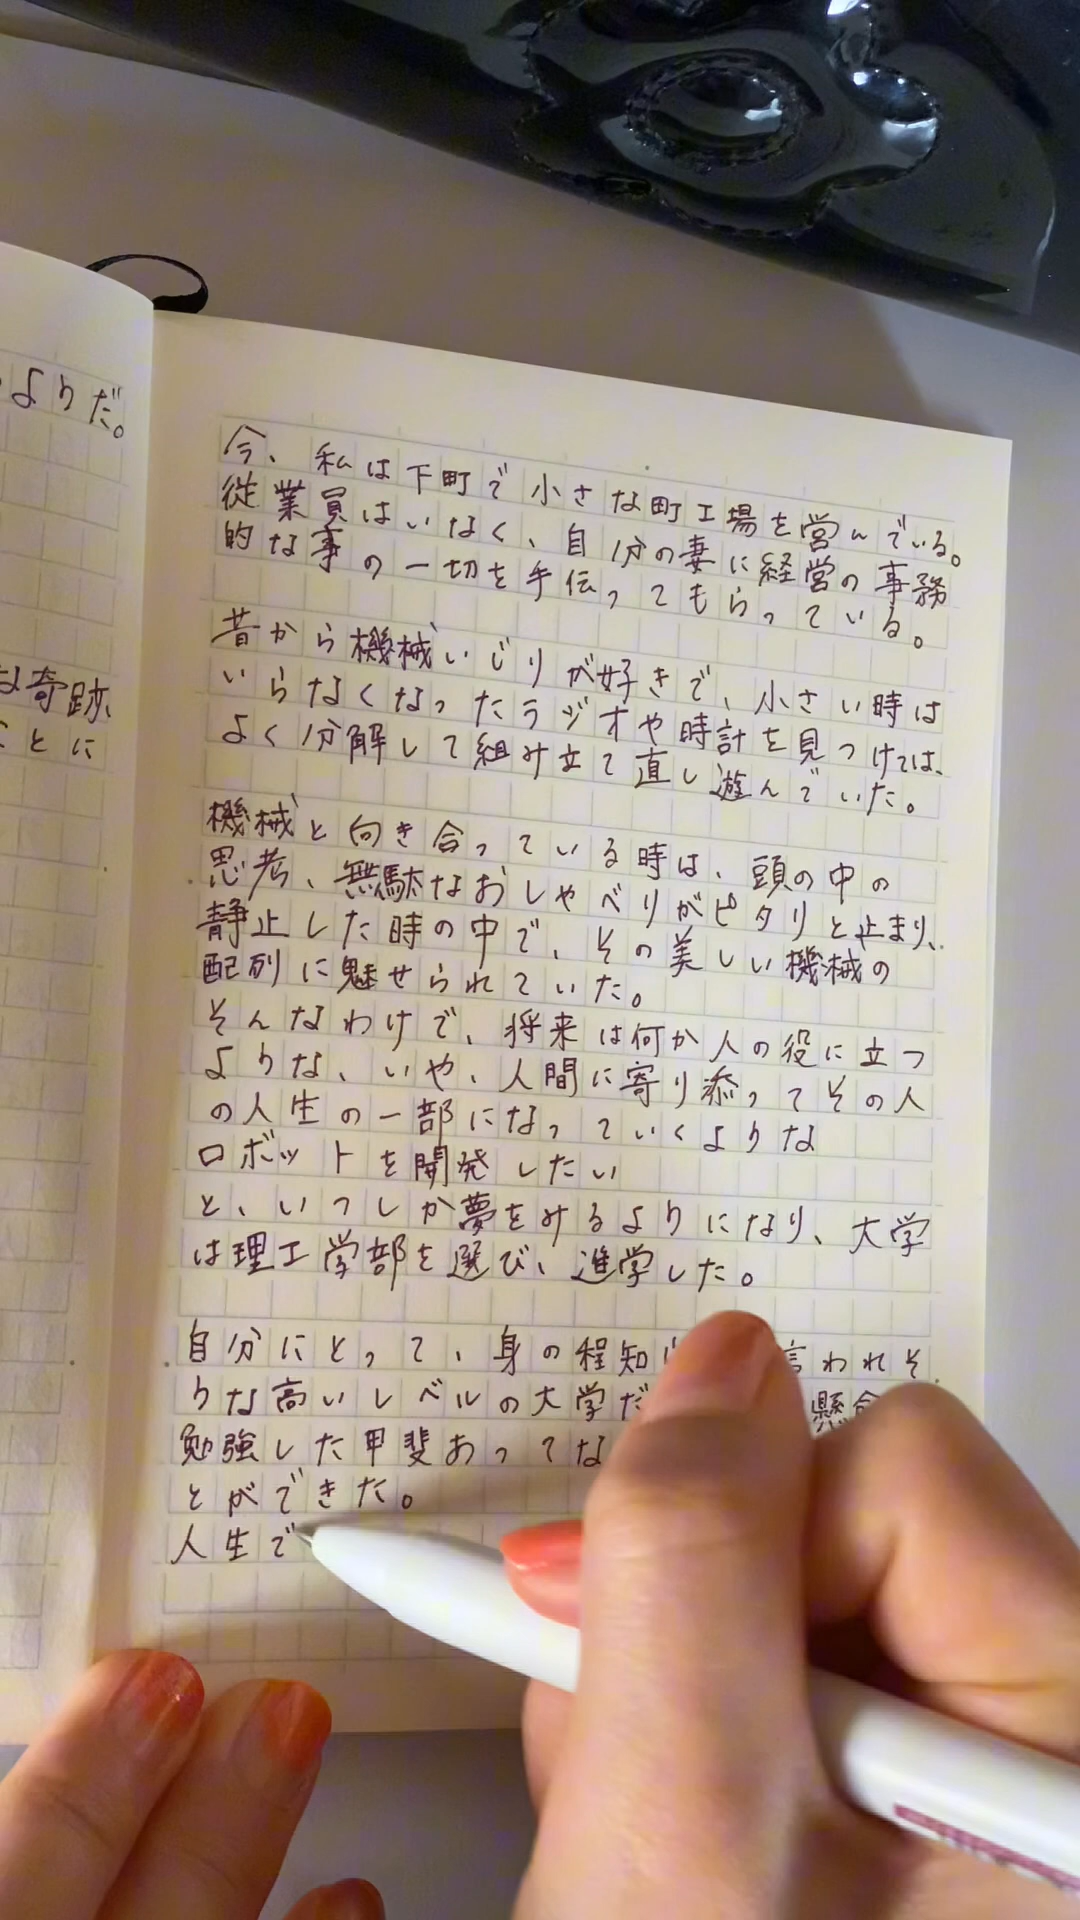 よりだ。
な奇跡、
ことに
今、私は下町で小さな町工場を営んでいる。
従業員はいなく、自分の妻に経営の事務
的な事の一切を手伝ってもらっている。
昔から機械いじりが好きで、小さい時は
いらなくなったラジオや時計を見つけては、
よく分解して組み立て直し遊んでいた。
機械と向き合っている時は、頭の中の
思考、無駄なおしゃべりがピタリと止まり、
静止した時の中で、その美しい機械の
配列に魅せられていた。
そんなわけで、将来は何か人の役に立つ
ような、いや、人間に寄り添ってその人
の人生の一部になっていくような
ロボットを開発したい
と、いつしか夢をみるようになり、大学
は理工学部を選び、進学した。
自分にとって、身の程知 言われそ
うな高いレベルの大学だ 懸命
勉強した甲斐あってな
とができた。
人生で